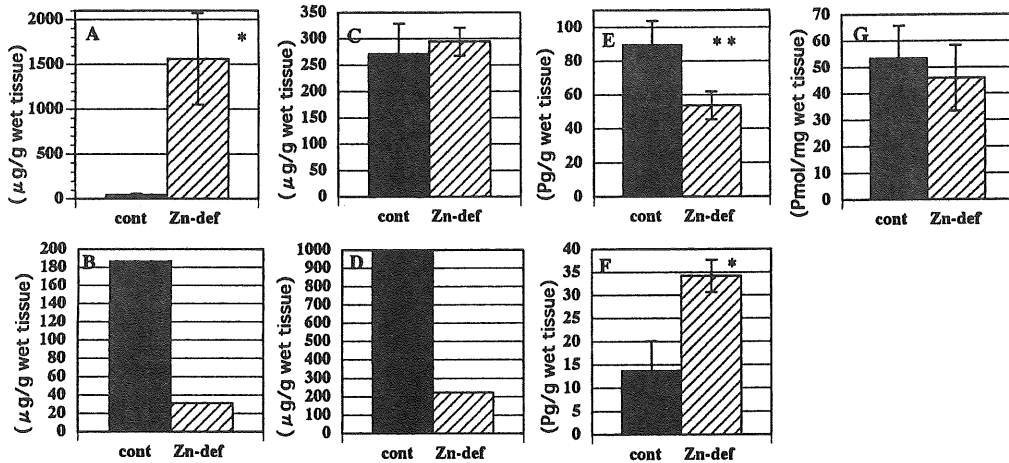 A
*
(μg/g wet tissue)
2000
1500
1000
500
0
cont Zn-def
C
(μg/g wet tissue)
350
300
250
200
150
100
50
0
cont Zn-def
E
**
(Pg/g wet tissue)
100
80
60
40
20
0
cont Zn-def
G
(Pmol/mg wet tissue)
70
60
50
40
30
20
10
0
cont Zn-def
B
(μg/g wet tissue)
200
180
160
140
120
100
80
60
40
20
0
cont Zn-def
D
(μg/g wet tissue)
1000
900
800
700
600
500
400
300
200
100
0
cont Zn-def
F
*
(Pg/g wet tissue)
40
35
30
25
20
15
10
5
0
cont Zn-def